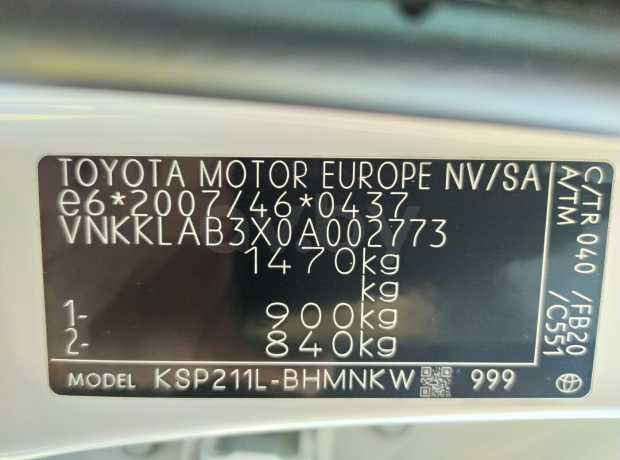 TOYOTA MOTOR EUROPE NV/SA
e6*2007/46*0437
VNKKLAB3X0A002773
1470kg
kg
1- 900kg
2- 840kg
MODEL KSP211L-BHMNKW 999
C/TR 040 /FB20
A/TM /C551